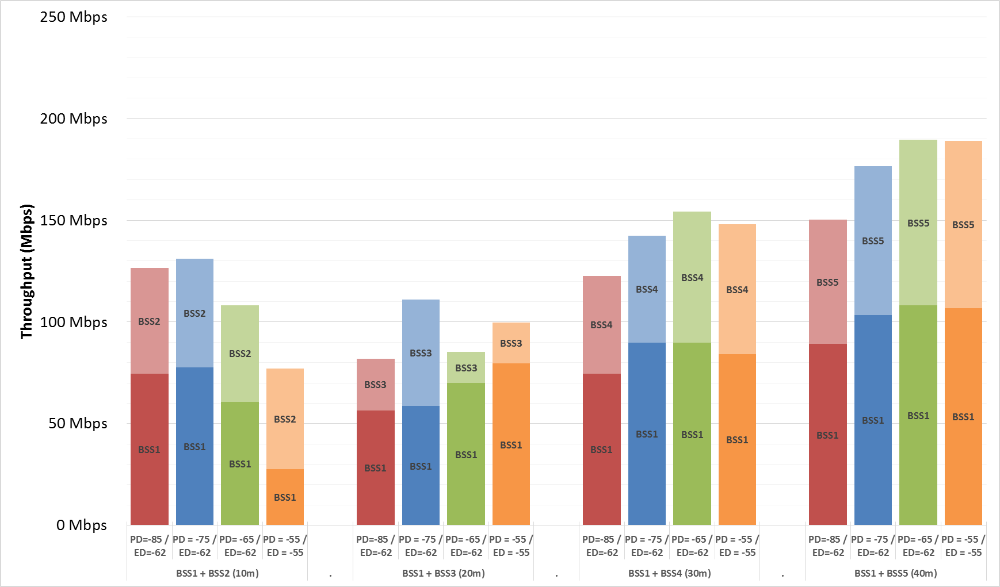 250 Mbps
200 Mbps
150 Mbps
100 Mbps
50 Mbps
0 Mbps
Throughput (Mbps)
BSS2
BSS1
BSS2
BSS1
BSS2
BSS1
BSS2
BSS1
BSS3
BSS1
BSS3
BSS1
BSS3
BSS1
BSS3
BSS1
BSS4
BSS1
BSS4
BSS1
BSS4
BSS1
BSS4
BSS1
BSS5
BSS1
BSS5
BSS1
BSS5
BSS1
BSS5
BSS1
PD=-85 /
ED=-62
PD = -75 /
ED=-62
PD= -65 /
ED=-62
PD = -55 /
ED = -55
PD=-85 /
ED=-62
PD = -75 /
ED=-62
PD= -65 /
ED=-62
PD = -55 /
ED = -55
PD=-85 /
ED=-62
PD = -75 /
ED=-62
PD= -65 /
ED=-62
PD = -55 /
ED = -55
PD=-85 /
ED=-62
PD = -75 /
ED=-62
PD= -65 /
ED=-62
PD = -55 /
ED = -55
BSS1 + BSS2 (10m)
.
BSS1 + BSS3 (20m)
.
BSS1 + BSS4 (30m)
.
BSS1 + BSS5 (40m)